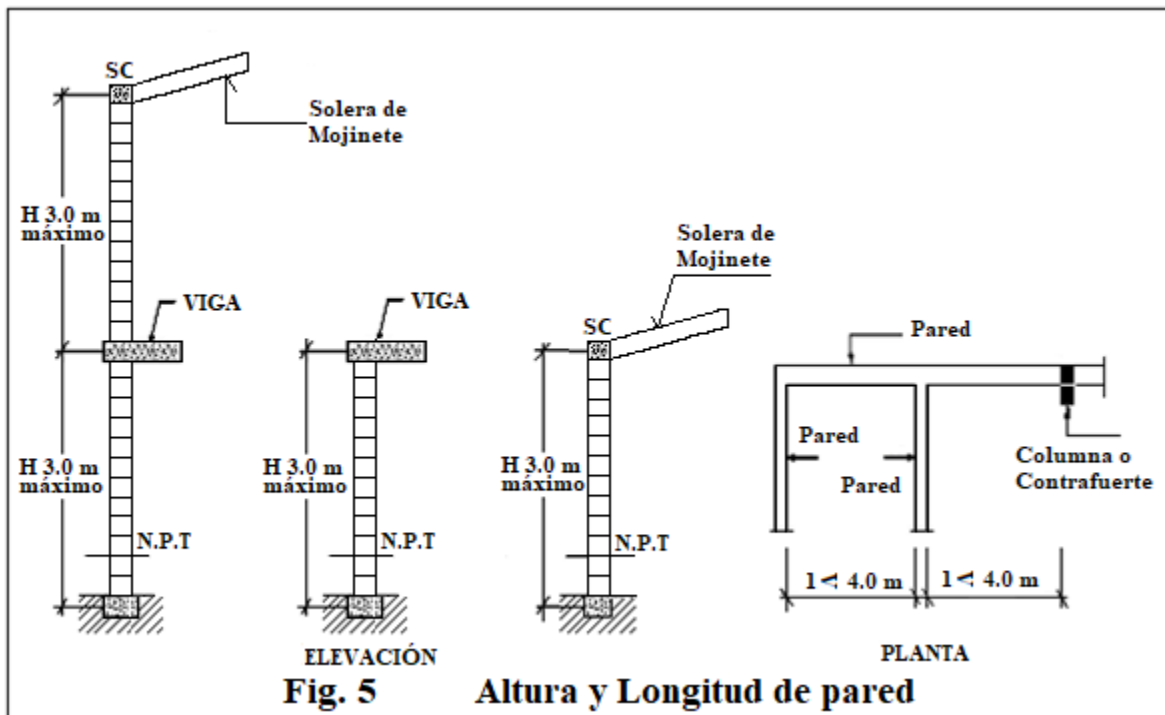 SC
Solera de
Mojinete
H 3.0 m
máximo
VIGA
H 3.0 m
máximo
N.P.T
VIGA
H 3.0 m
máximo
Solera de
Mojinete
SC
H 3.0 m
máximo
N.P.T
Pared
Pared
Pared
Columna o
Contrafuerte
1 < 4.0 m
1 < 4.0 m
ELEVACIÓN
PLANTA
Fig. 5 Altura y Longitud de pared